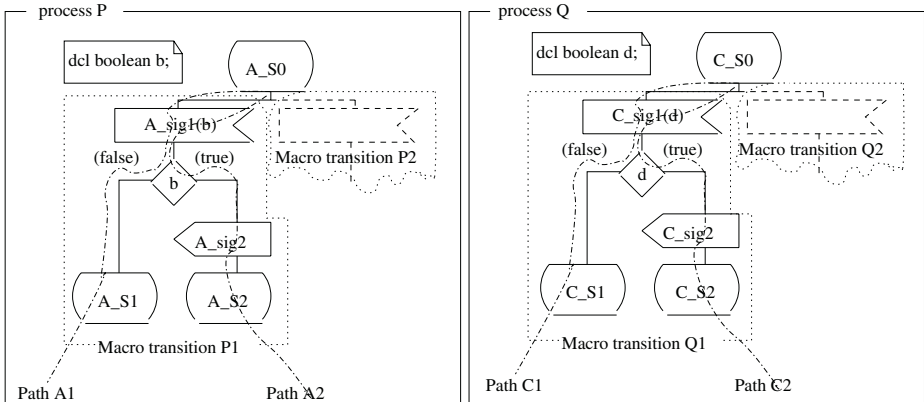 process P
dcl boolean b;
A_S0
A_sig1(b)
(false)
(true)
Macro transition P2
b
A_sig2
A_S1
A_S2
Macro transition P1
Path A1
Path A2
process Q
dcl boolean d;
C_S0
C_sig1(d)
(false)
(true)
Macro transition Q2
d
C_sig2
C_S1
C_S2
Macro transition Q1
Path C1
Path C2